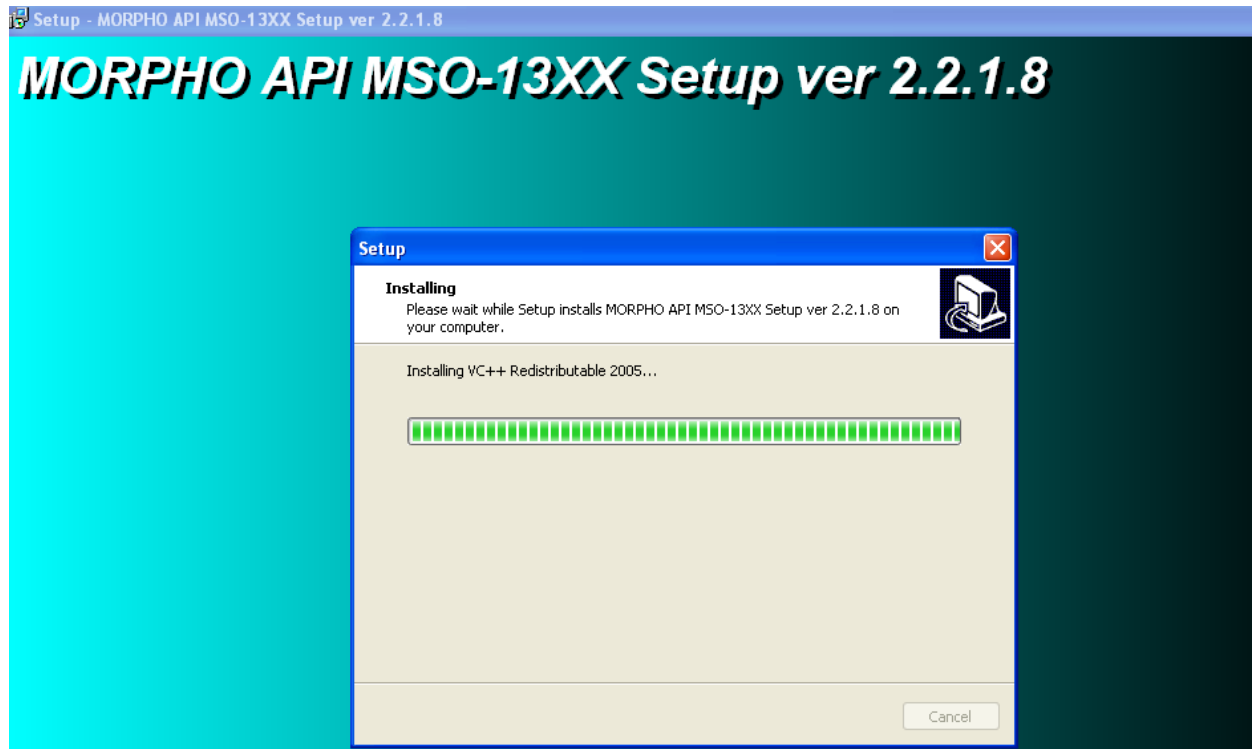 Setup - MORPHO API MSO-13XX Setup ver 2.2.1.8
MORPHO API MSO-13XX Setup ver 2.2.1.8
Setup
Installing
Please wait while Setup installs MORPHO API MSO-13XX Setup ver 2.2.1.8 on
your computer.
Installing VC++ Redistributable 2005...
Cancel